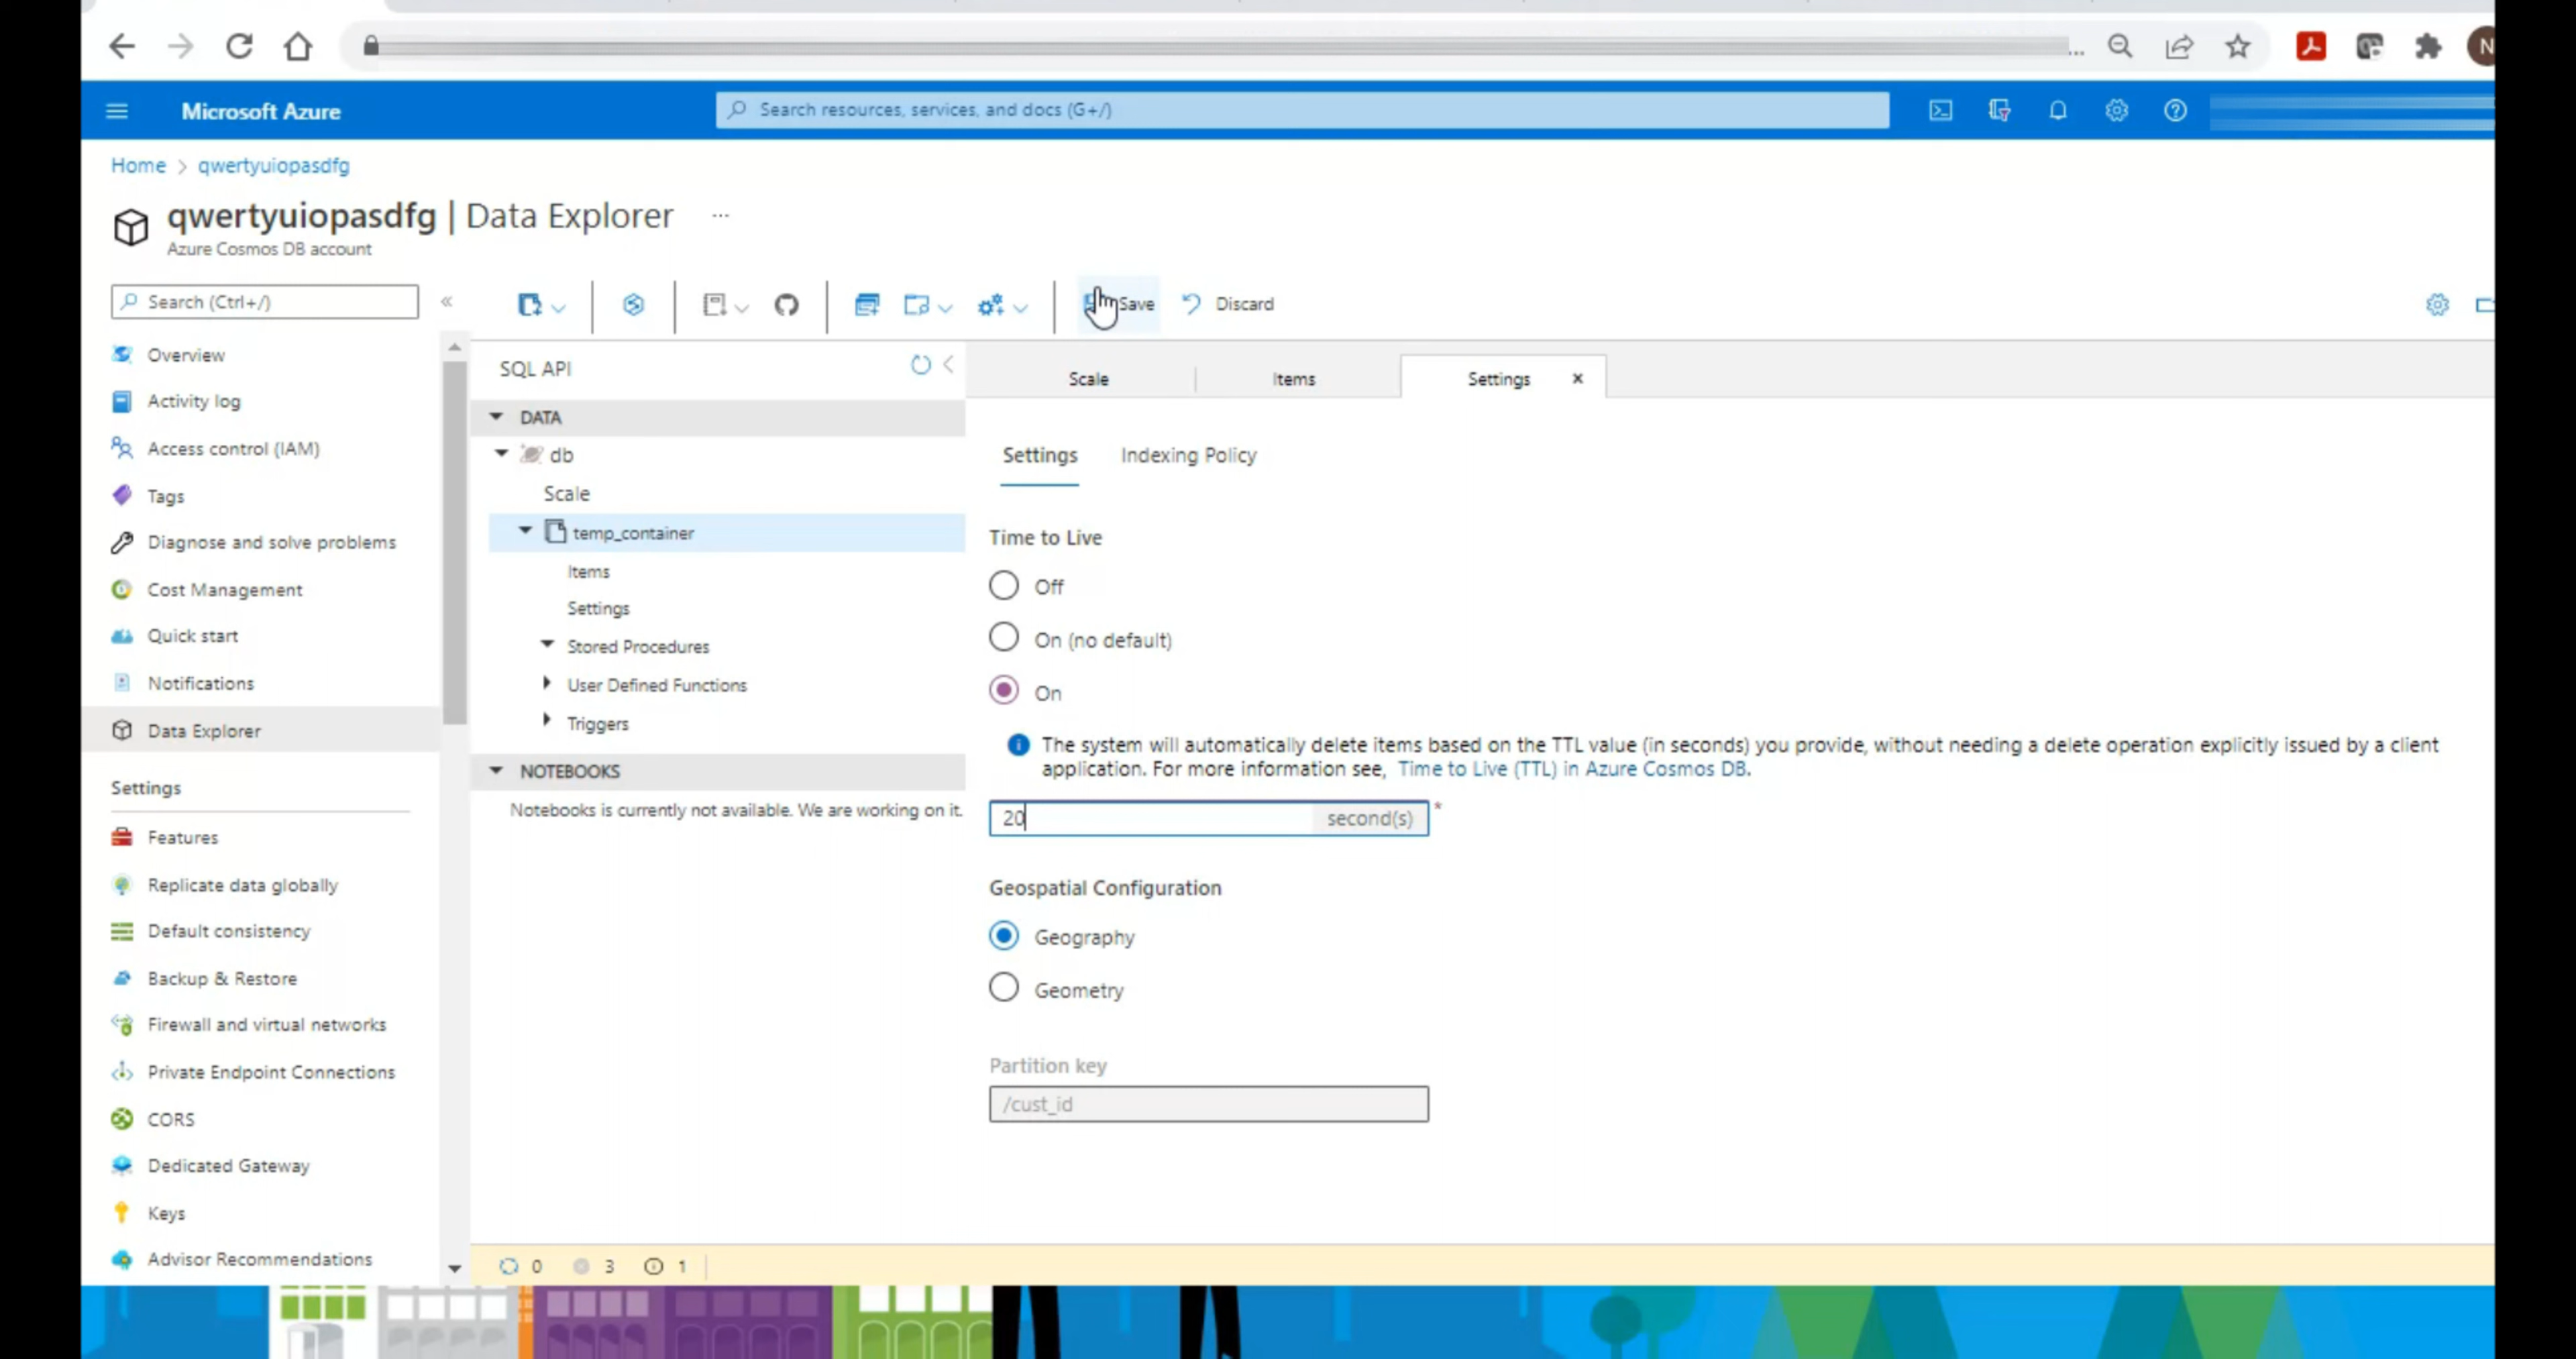 ...
N
Microsoft Azure
Search resources, services, and docs (G+/)
Home > qwertyuiopasdfg
qwertyuiopasdfg | Data Explorer ...
Azure Cosmos DB account
Search (Ctrl+/)
«
Save
Discard
Overview
Activity log
Access control (IAM)
Tags
Diagnose and solve problems
Cost Management
Quick start
Notifications
Data Explorer
Settings
Features
Replicate data globally
Default consistency
Backup & Restore
Firewall and virtual networks
Private Endpoint Connections
CORS
Dedicated Gateway
Keys
Advisor Recommendations
SQL API
DATA
db
Scale
temp_container
Items
Settings
Stored Procedures
User Defined Functions
Triggers
NOTEBOOKS
Notebooks is currently not available. We are working on it.
Scale
Items
Settings
Settings
Indexing Policy
Time to Live
Off
On (no default)
On
The system will automatically delete items based on the TTL value (in seconds) you provide, without needing a delete operation explicitly issued by a client
application. For more information see, Time to Live (TTL) in Azure Cosmos DB.
20 second(s) *
Geospatial Configuration
Geography
Geometry
Partition key
/cust_id
0 3 1